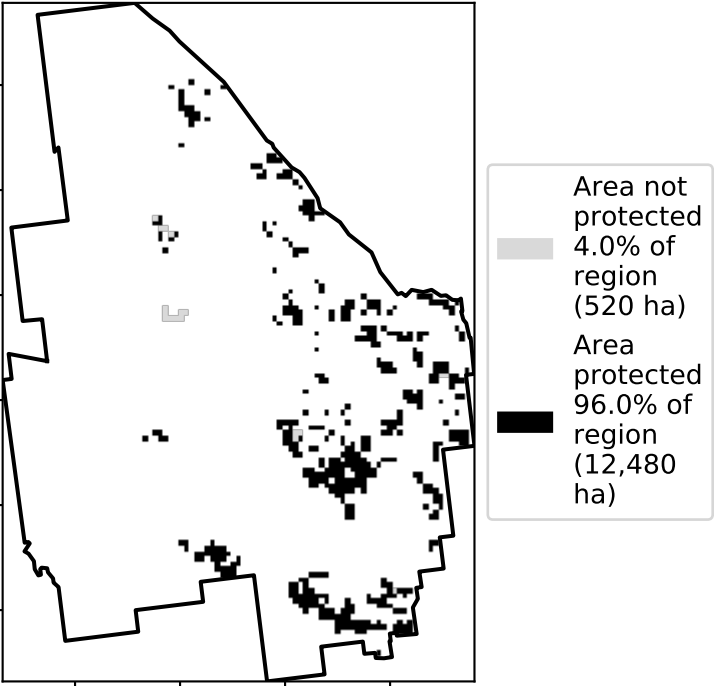 Area not
protected
4.0% of
region
(520 ha)
Area
protected
96.0% of
region
(12,480
ha)